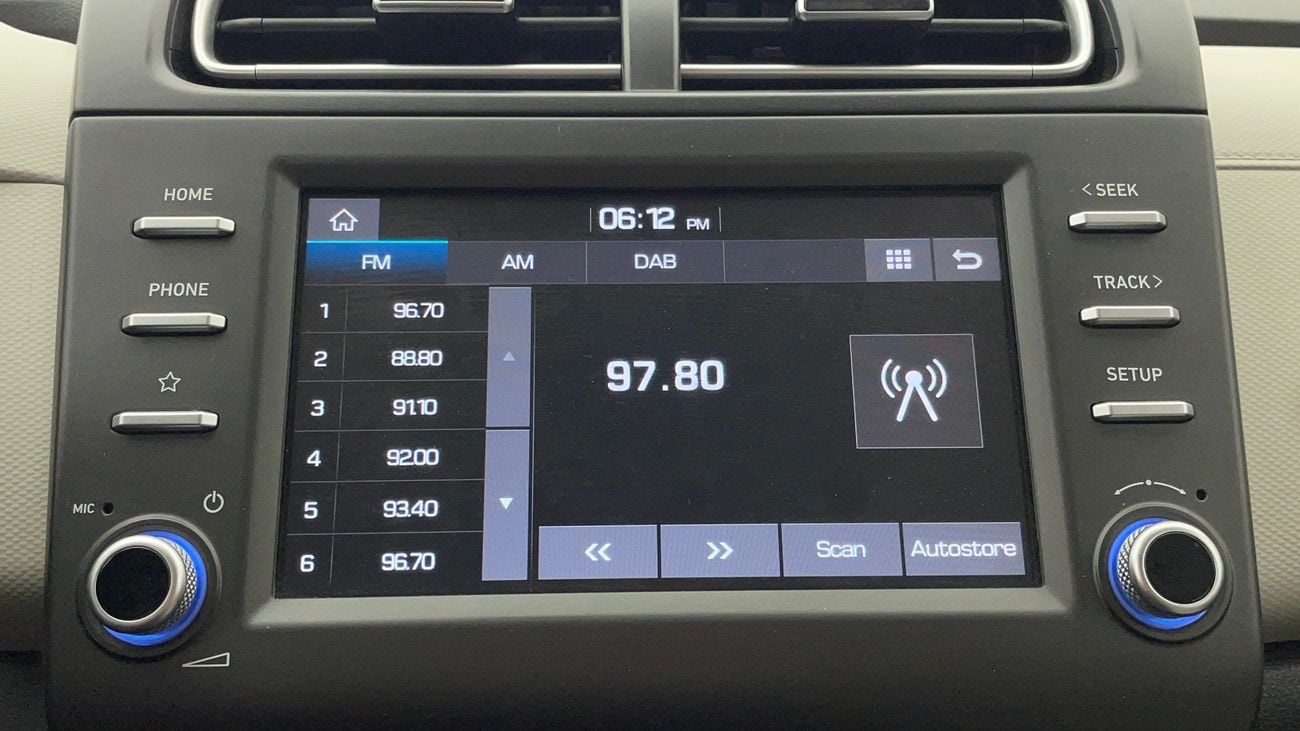 HOME
PHONE
MIC
06:12 PM
FM AM DAB
1 96.70
2 88.80
3 91.10
4 92.00
5 93.40
6 96.70
97.80
<< >> Scan Autostore
< SEEK
TRACK >
SETUP